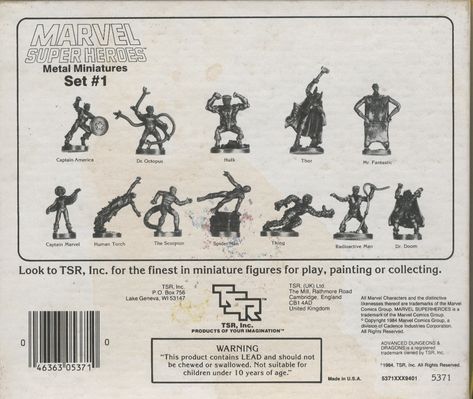 MARVEL
SUPER HEROES™
Metal Miniatures
Set #1
Captain America
Dr. Octopus
Hulk
Thor
Mr. Fantastic
Captain Marvel
Human Torch
The Scorpion
Spider-Man
Thing
Radioactive Man
Dr. Doom
Look to TSR, Inc. for the finest in miniature figures for play, painting or collecting.
TSR, Inc.
P.O. Box 756
Lake Geneva, WI 53147
TSR, Inc.
PRODUCTS OF YOUR IMAGINATION™
TSR, (UK) Ltd.
The Mill, Rathmore Road
Cambridge, England
CB1 4AD
United Kingdom
All Marvel Characters and the distinctive
likenesses thereof are trademarks of the Marvel
Comics Group. MARVEL SUPERHEROES is a
trademark of the Marvel Comics Group.
© Copyright 1984 Marvel Comics Group, a
division of Cadence Industries Corporation.
All Rights Reserved.
ADVANCED DUNGEONS &
DRAGONS is a registered
trademark owned by TSR, Inc.
©1984, TSR, Inc. All Rights Reserved.
WARNING
"This product contains LEAD and should not
be chewed or swallowed. Not suitable for
children under 10 years of age."
0 46363 05371 0
Made in U.S.A.
5371XXX9401
5371